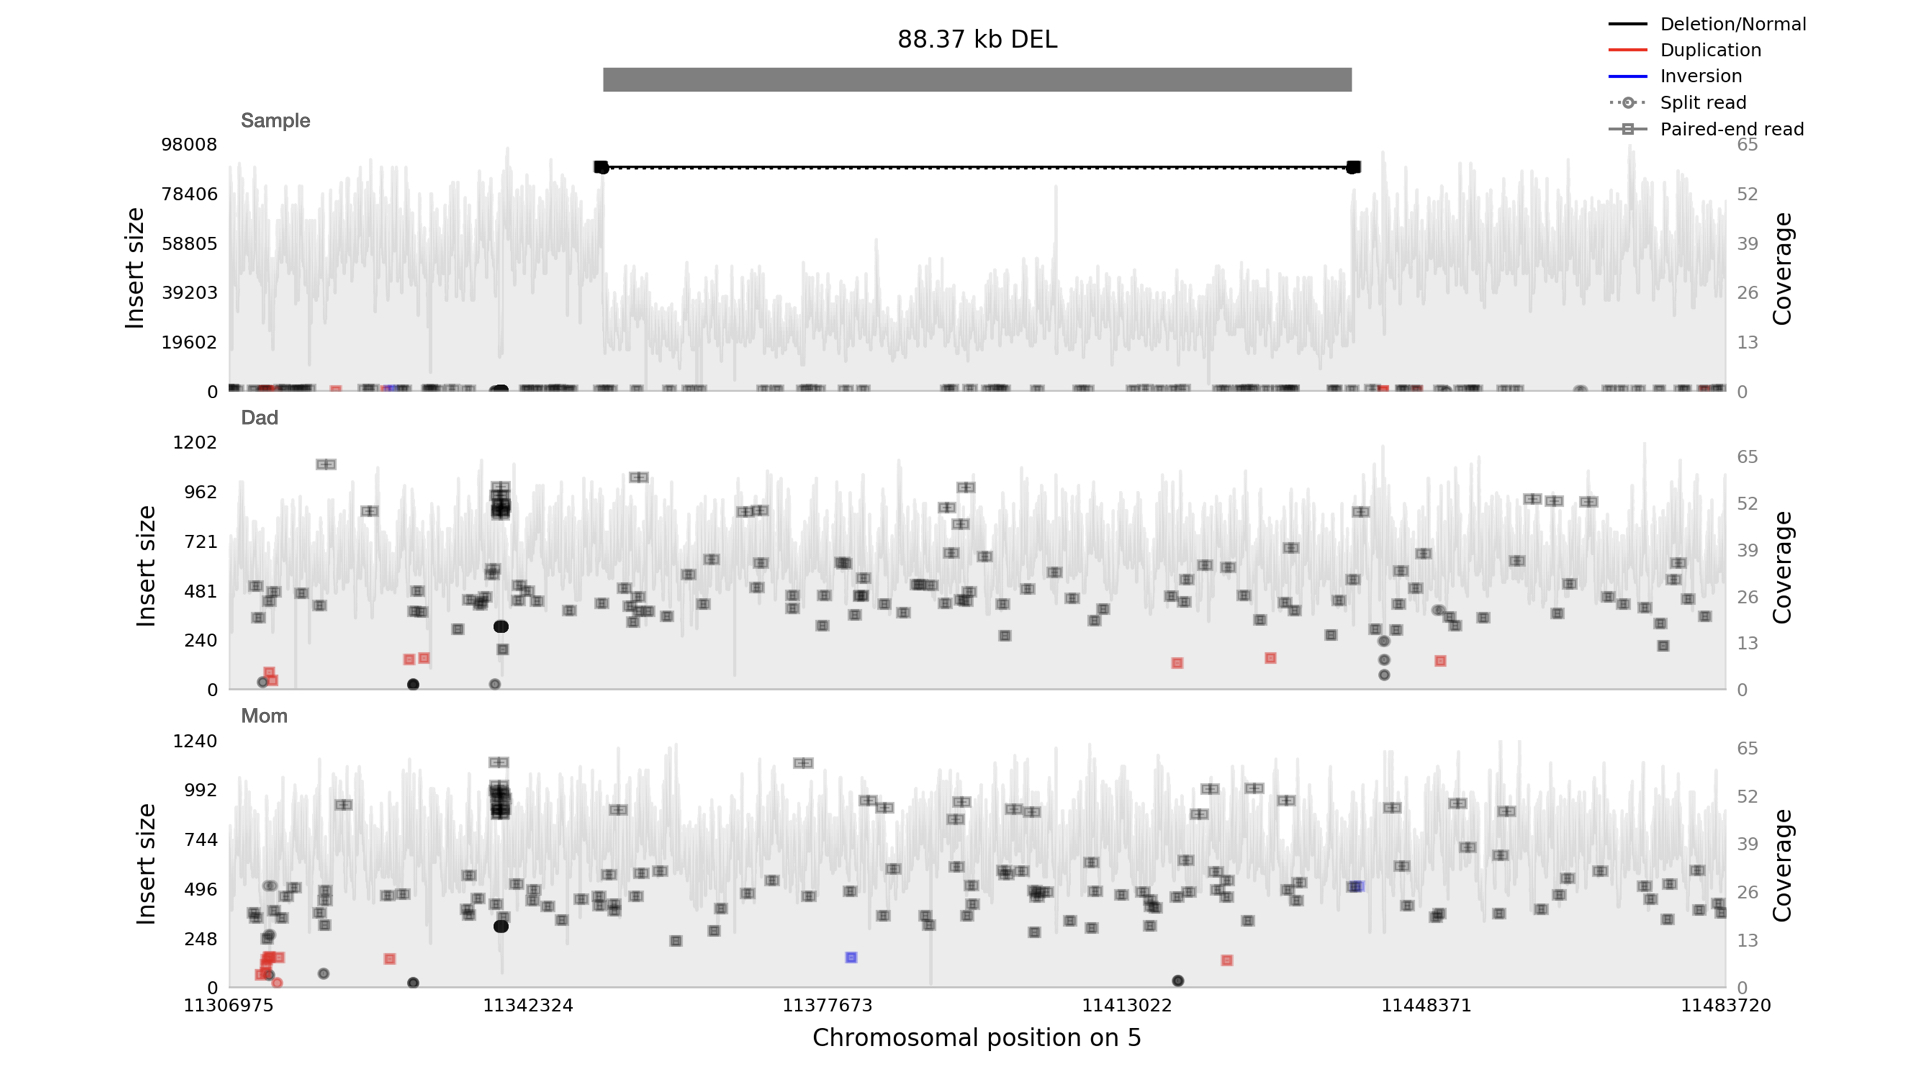 88.37 kb DEL
Deletion/Normal
Duplication
Inversion
Split read
Paired-end read
Sample
98008
78406
58805
39203
19602
0
Insert size
65
52
39
26
13
0
Coverage
Dad
1202
962
721
481
240
0
Insert size
65
52
39
26
13
0
Coverage
Mom
1240
992
744
496
248
0
Insert size
65
52
39
26
13
0
Coverage
11306975 11342324 11377673 11413022 11448371 11483720
Chromosomal position on 5